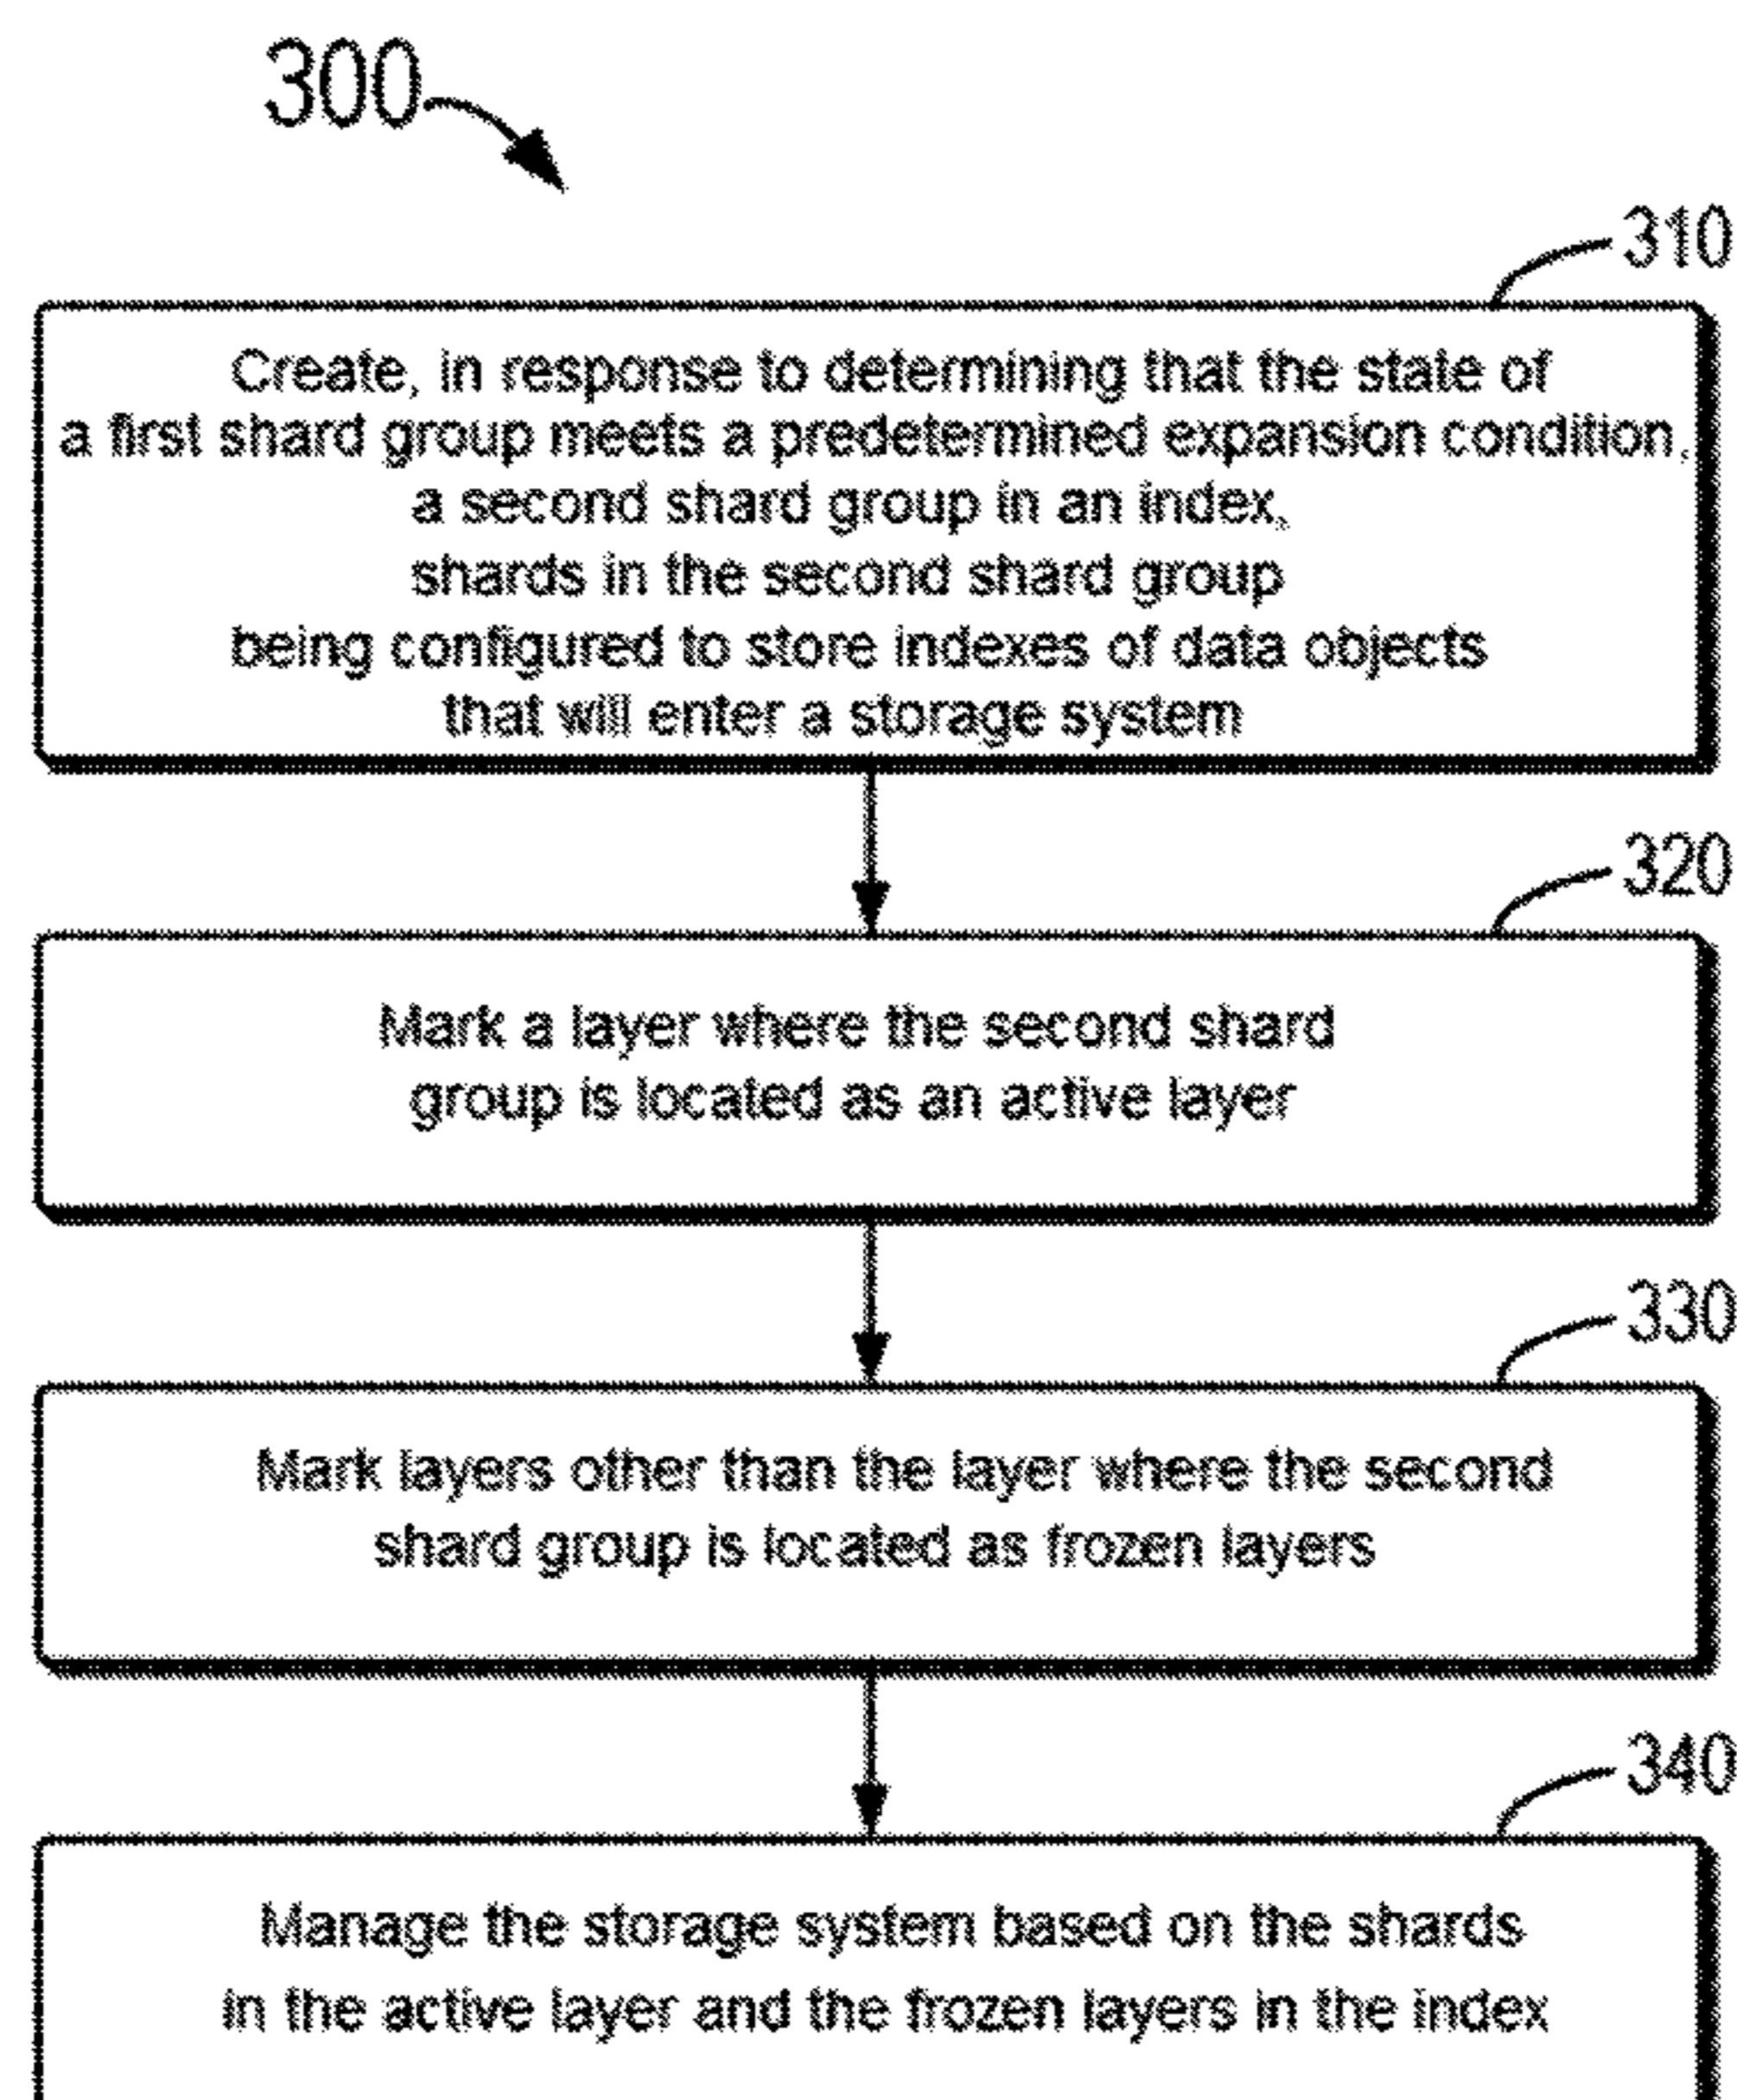 300
310
Create, in response to determining that the state of
a first shard group meets a predetermined expansion condition,
a second shard group in an index,
shards in the second shard group
being configured to store indexes of data objects
that will enter a storage system
320
Mark a layer where the second shard
group is located as an active layer
330
Mark layers other than the layer where the second
shard group is located as frozen layers
340
Manage the storage system based on the shards
in the active layer and the frozen layers in the index